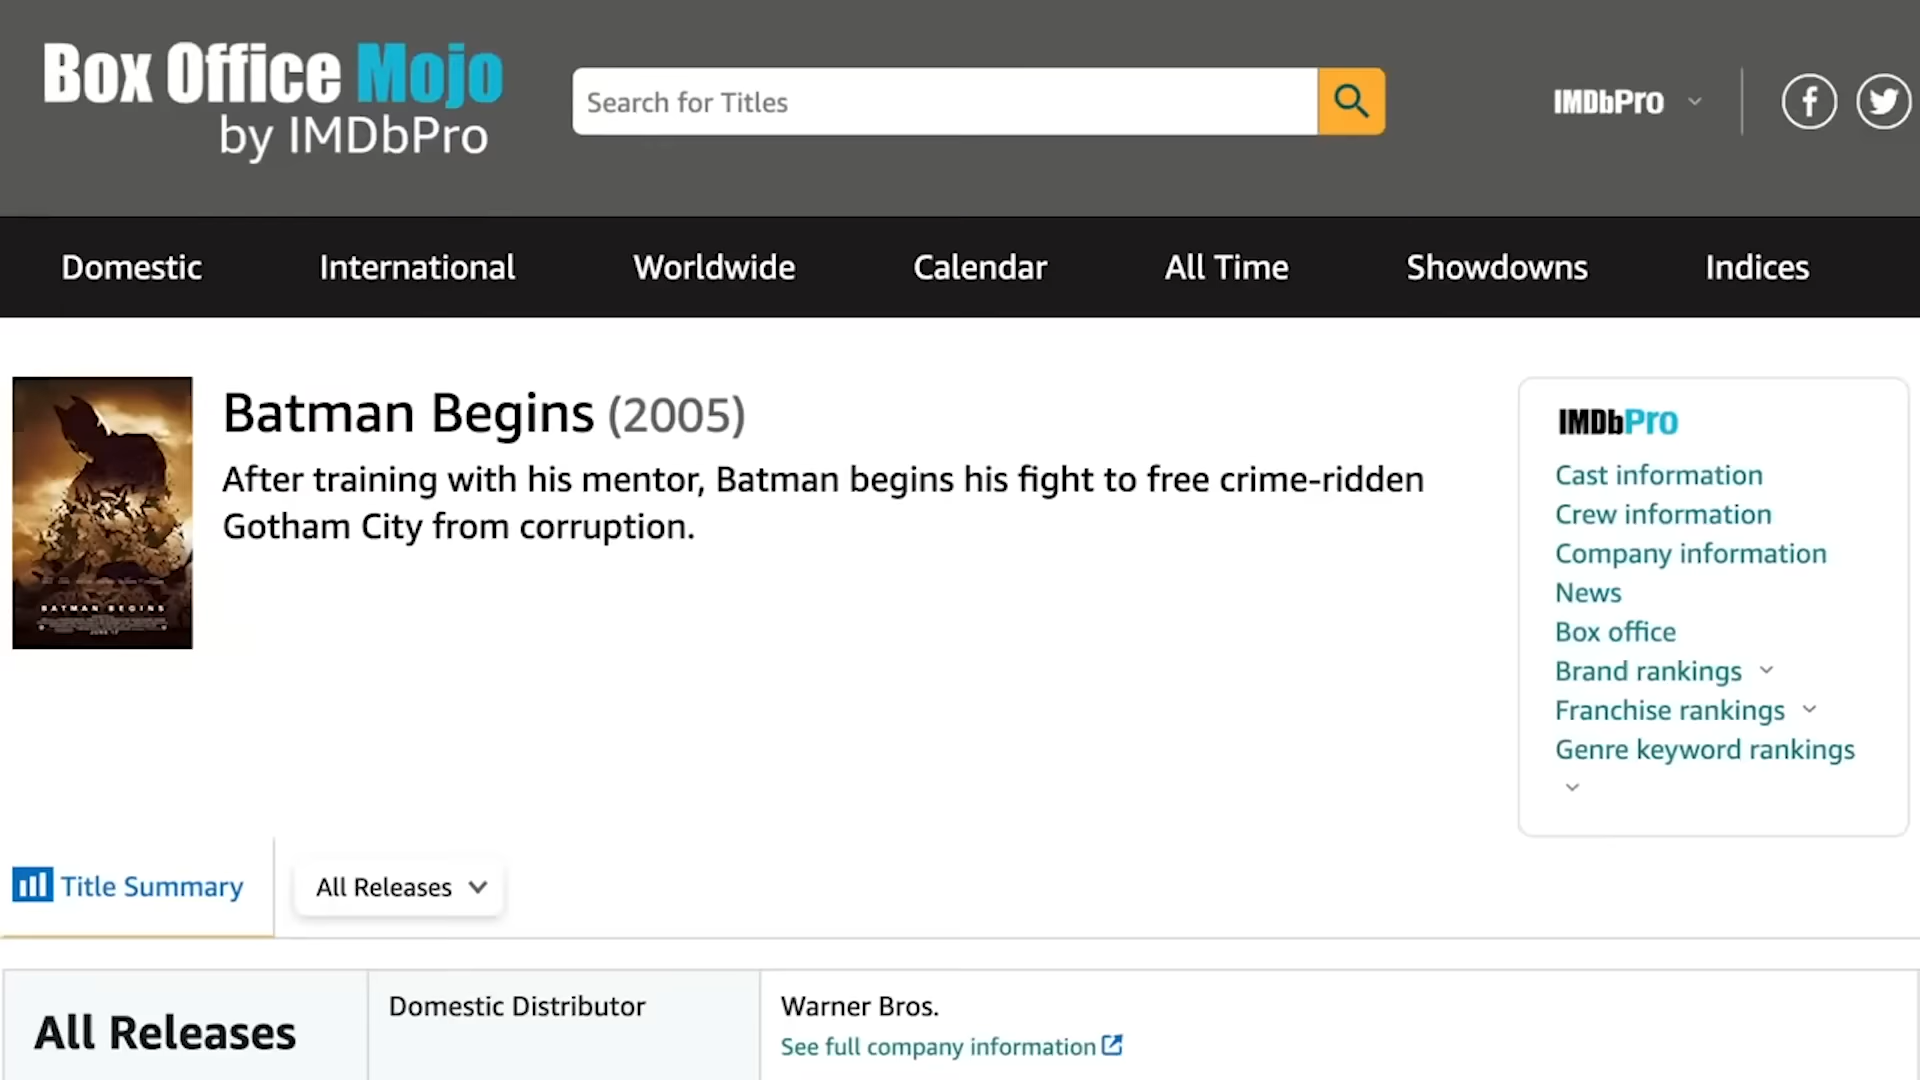 Box Office Mojo
by IMDbPro
Search for Titles
IMDbPro
Domestic
International
Worldwide
Calendar
All Time
Showdowns
Indices
Batman Begins (2005)
After training with his mentor, Batman begins his fight to free crime-ridden
Gotham City from corruption.
BATMAN BEGINS
IMDbPro
Cast information
Crew information
Company information
News
Box office
Brand rankings
Franchise rankings
Genre keyword rankings
Title Summary
All Releases
All Releases
Domestic Distributor
Warner Bros.
See full company information